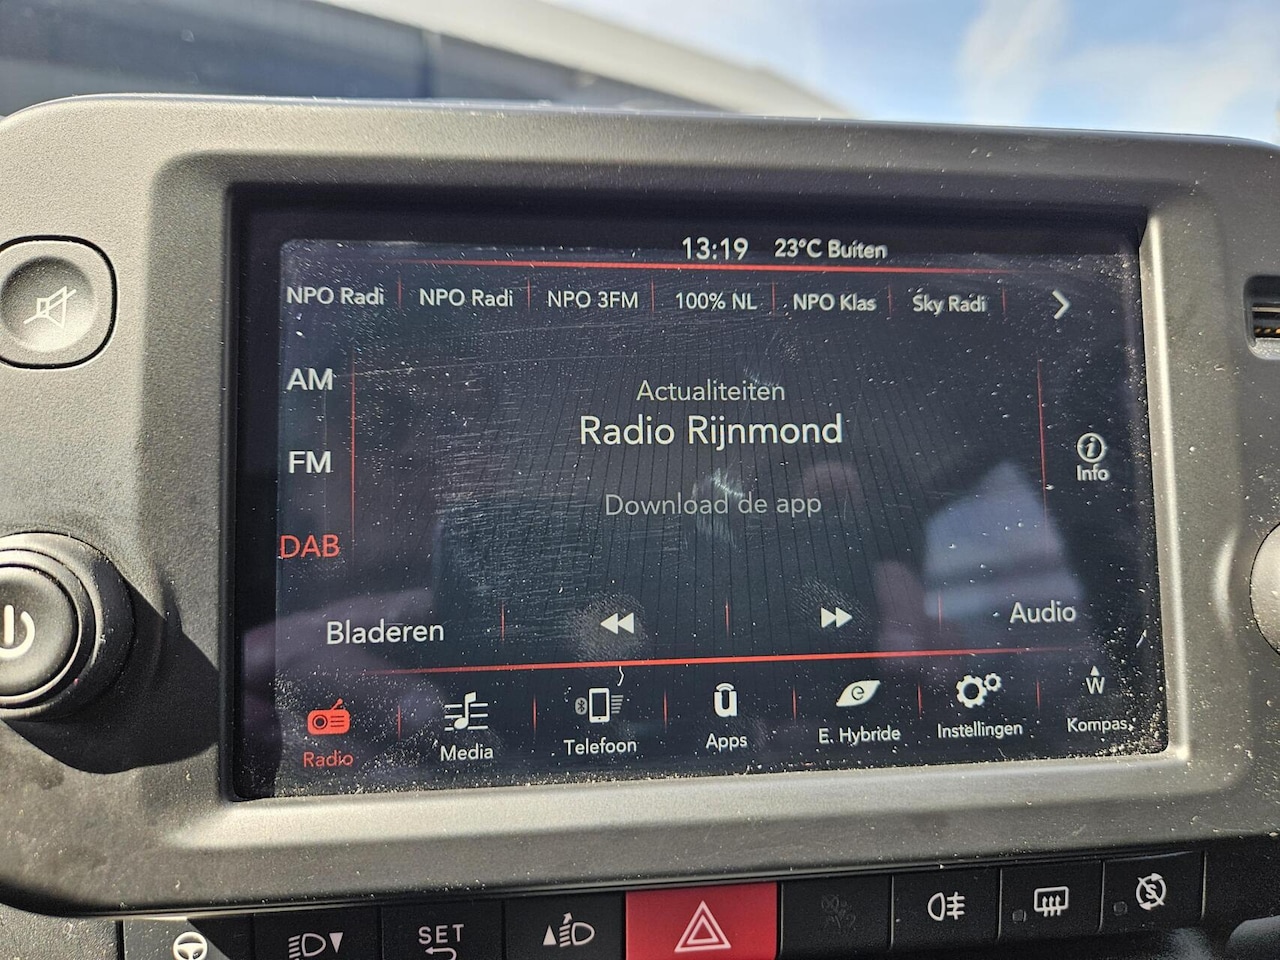 13:19 23°C Buiten
NPO Radi NPO Radi NPO 3FM 100% NL NPO Klas Sky Radi
AM
FM
DAB
Actualiteiten
Radio Rijnmond
Download de app
Info
Bladeren
Audio
Radio Media Telefoon Apps E. Hybride Instellingen Kompas
e
W
SET